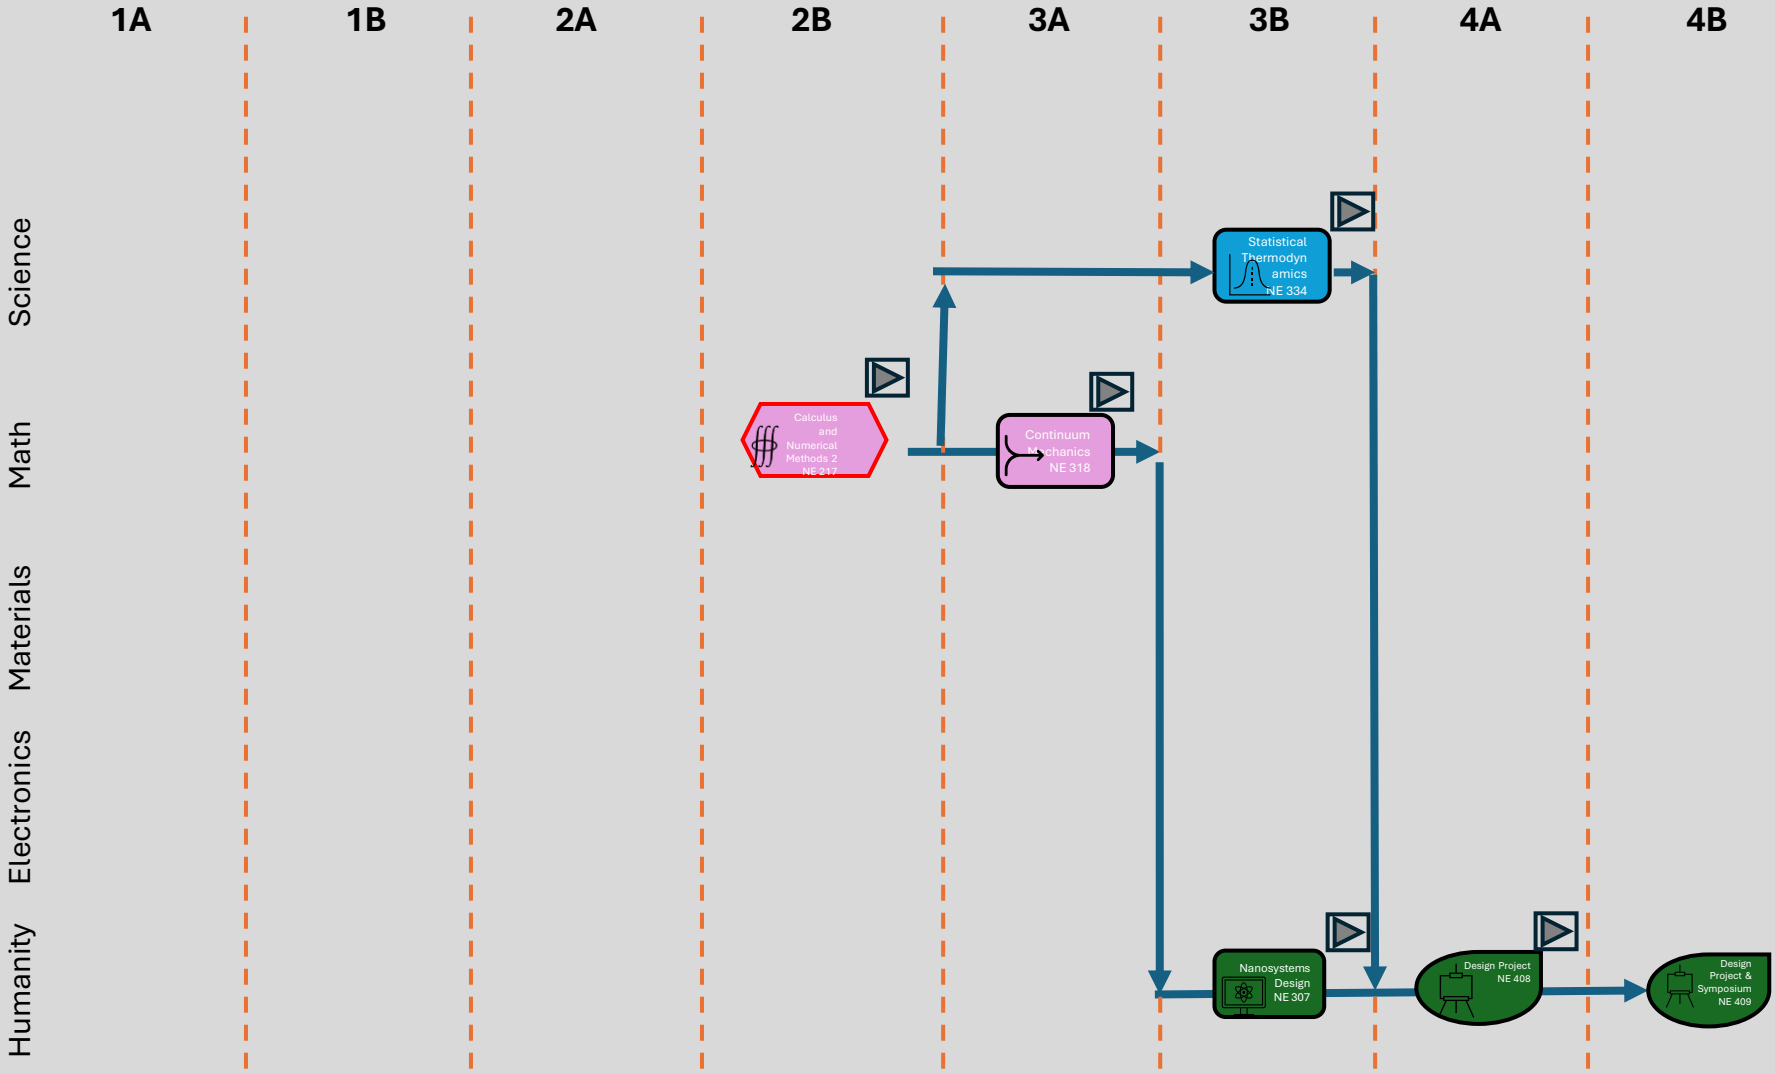 1A
1B
2A
2B
3A
3B
4A
4B
Science
Math
Materials
Electronics
Humanity
Statistical
Thermodyn
amics
NE 334
Calculus
and
Numerical
Methods 2
NE 217
Continuum
Mechanics
NE 318
Nanosystems
Design
NE 307
Design Project
NE 408
Design
Project &
Symposium
NE 409